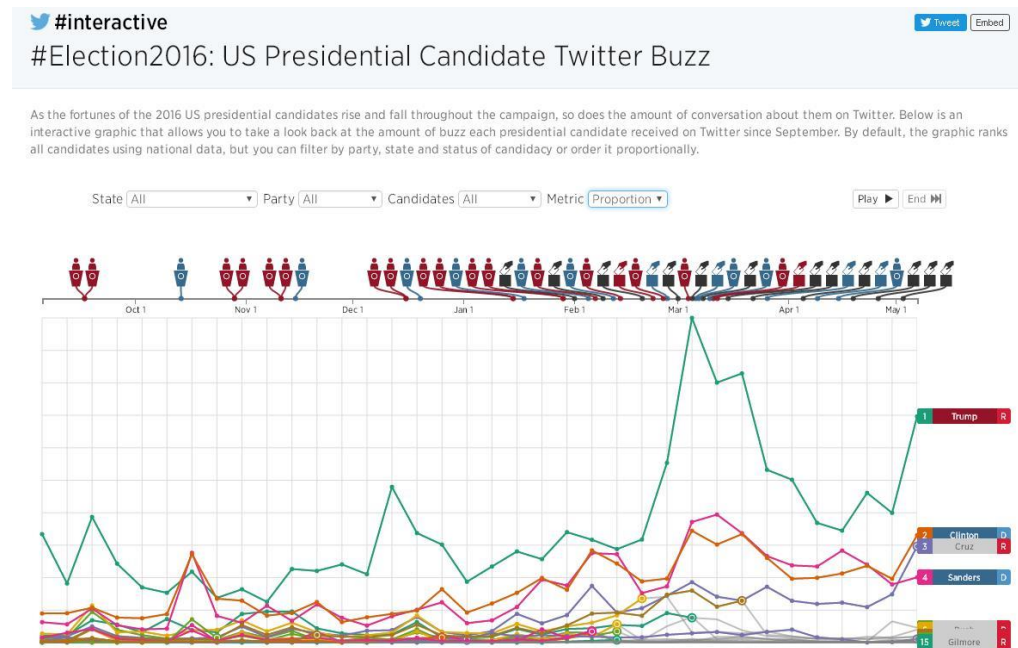 #interactive
Tweet
Embed
#Election2016: US Presidential Candidate Twitter Buzz
As the fortunes of the 2016 US presidential candidates rise and fall throughout the campaign, so does the amount of conversation about them on Twitter. Below is an
interactive graphic that allows you to take a look back at the amount of buzz each presidential candidate received on Twitter since September. By default, the graphic ranks
all candidates using national data, but you can filter by party, state and status of candidacy or order it proportionally.
State All Party All Candidates All Metric Proportion
Play
End
Oct 1 Nov 1 Dec 1 Jan 1 Feb 1 Mar 1 Apr 1 May 1
1 Trump R
2 Clinton D
3 Cruz R
4 Sanders D
15 Gilmore R